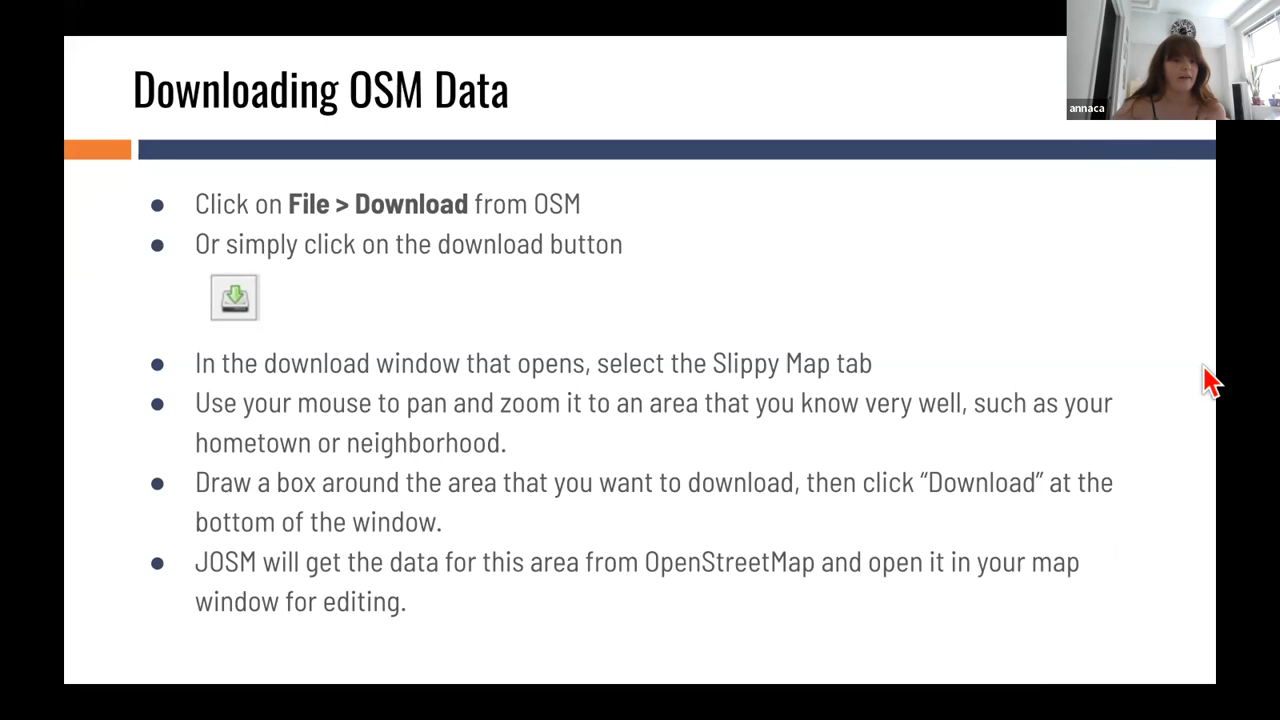 Downloading OSM Data
annaca
Click on File > Download from OSM
Or simply click on the download button
In the download window that opens, select the Slippy Map tab
Use your mouse to pan and zoom it to an area that you know very well, such as your
hometown or neighborhood.
Draw a box around the area that you want to download, then click “Download” at the
bottom of the window.
JOSM will get the data for this area from OpenStreetMap and open it in your map
window for editing.